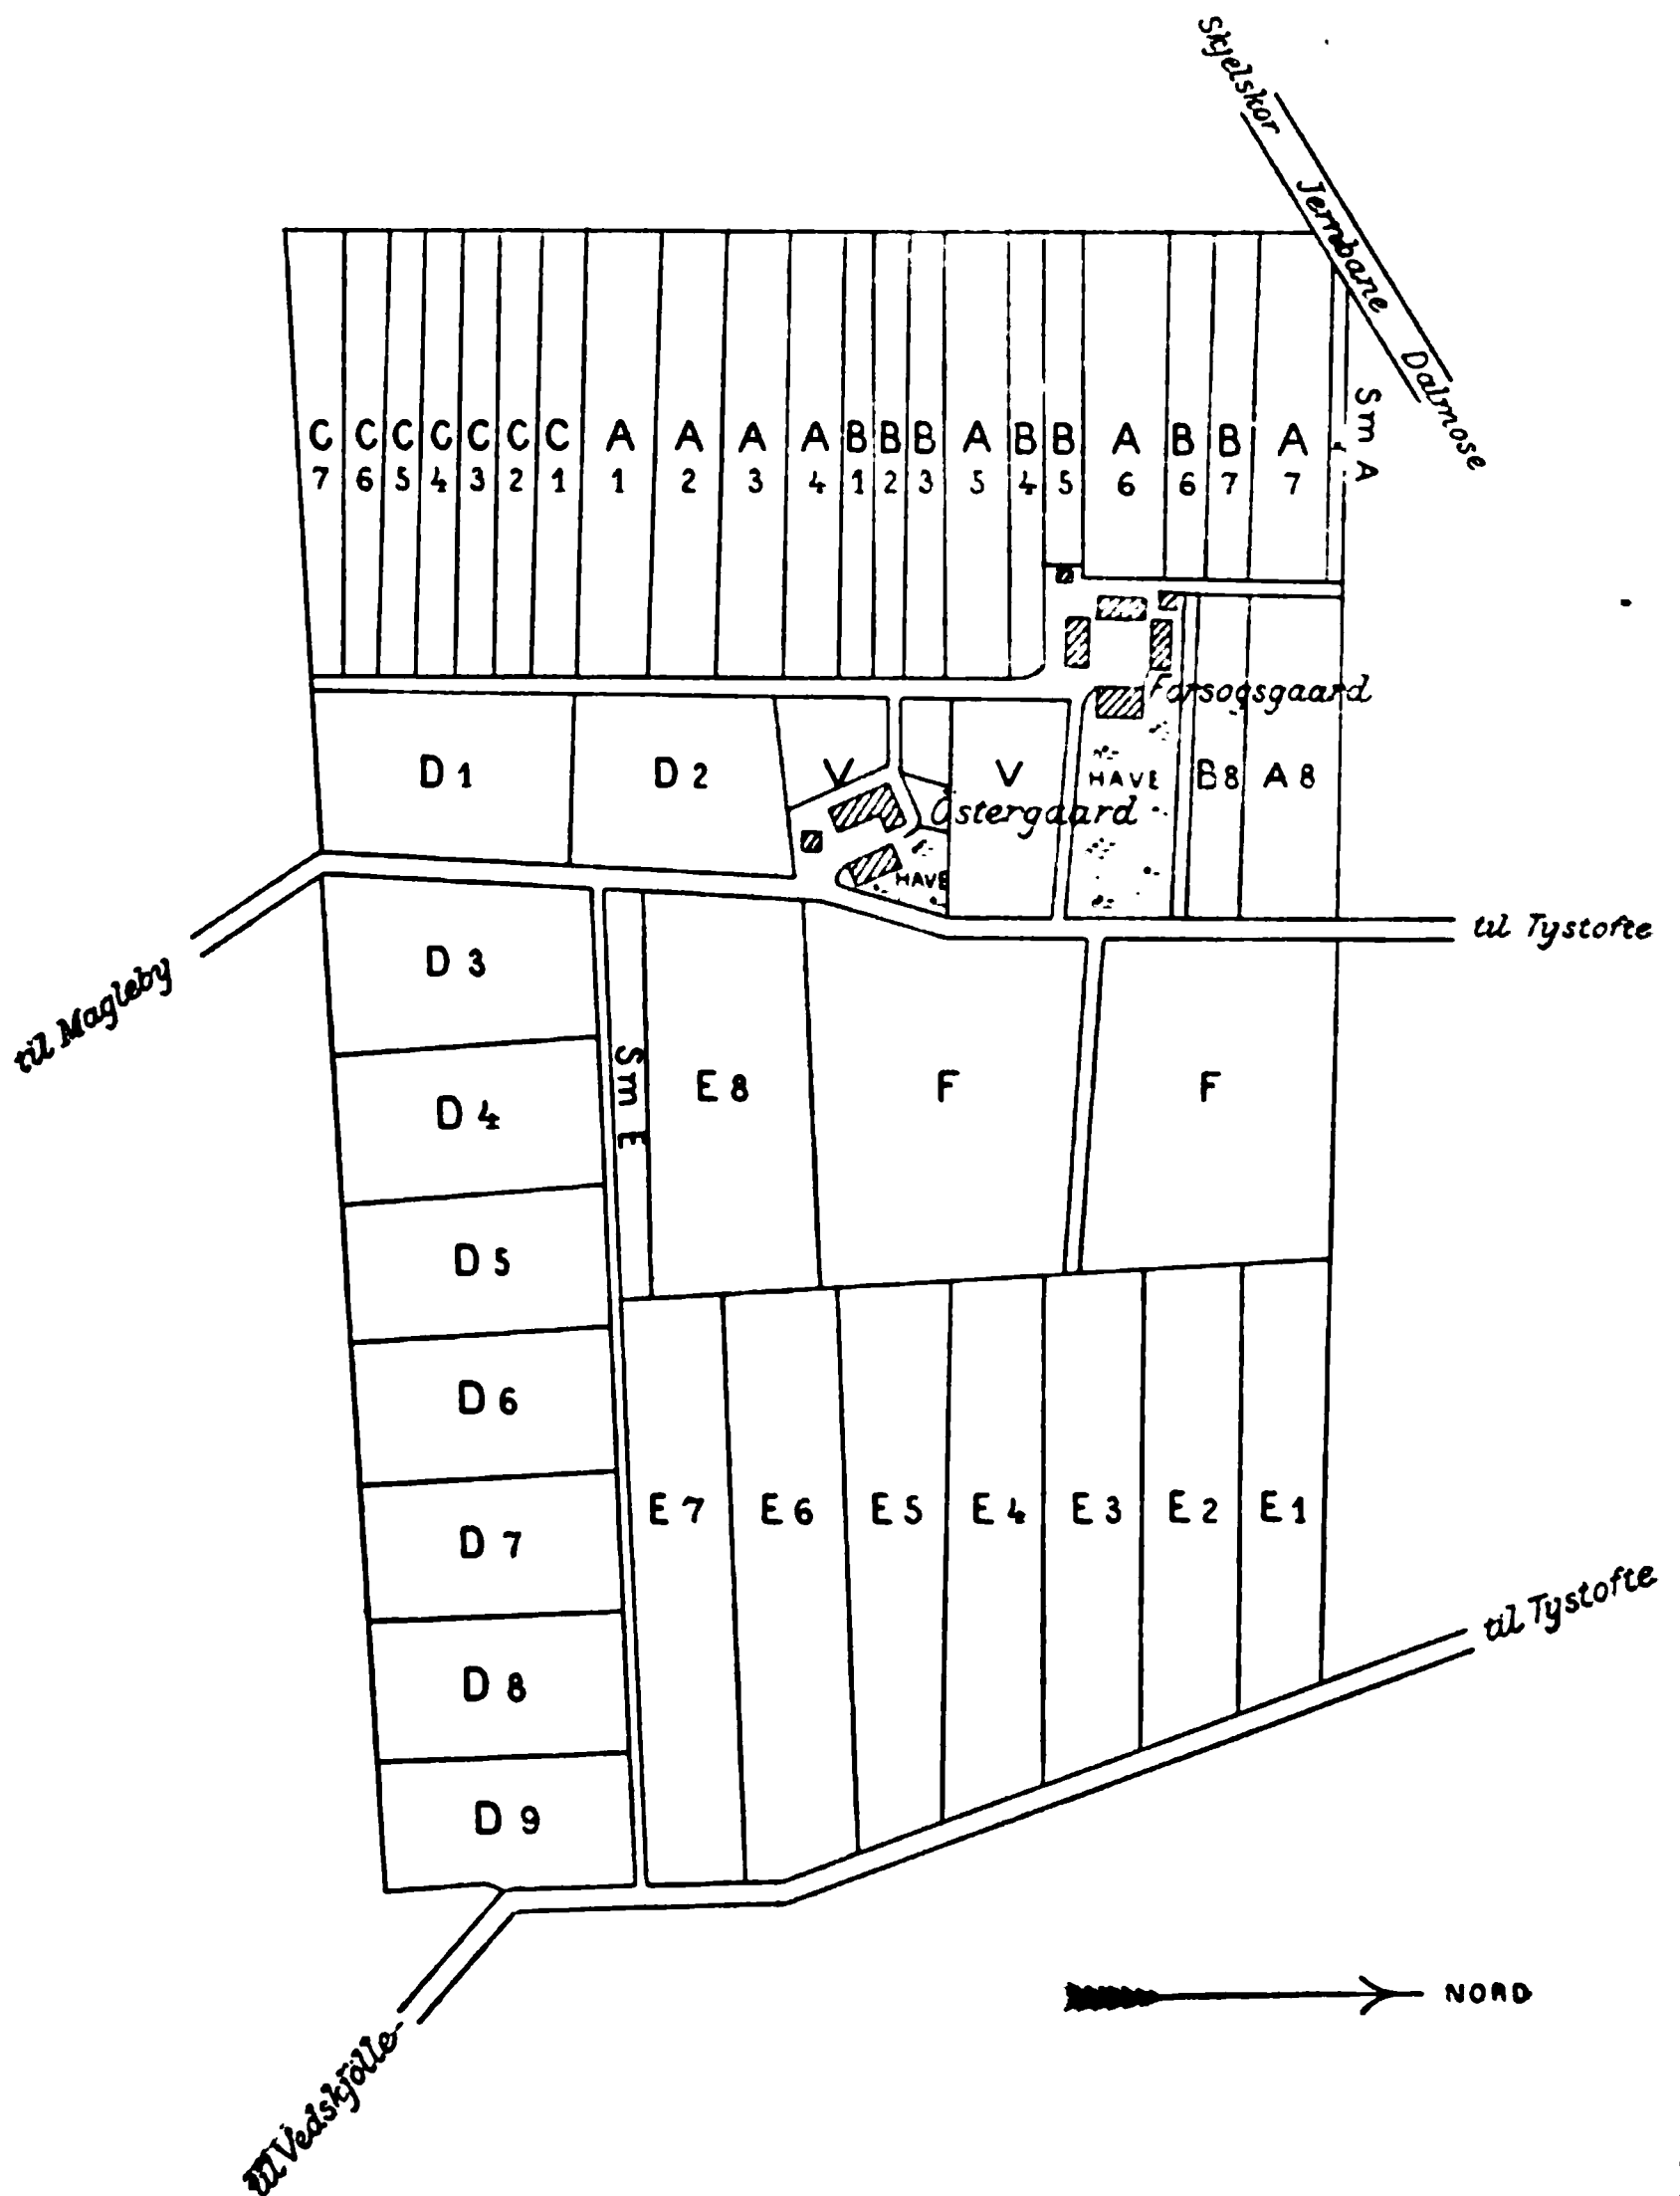 Skjelskør Jernbane Dalmose
C C C C C C C A A A A B B B A B B A B B A
7 6 5 4 3 2 1 1 2 3 4 1 2 3 5 4 5 6 6 7 7
Sm A
Forsøgsgaard
D 1 D 2 V V HAVE B 8 A 8
Østergaard
HAVE
til Tystofte
D 3
til Magleby
Sm E
E 8 F F
D 4
D 5
D 6
E 7 E 6 E 5 E 4 E 3 E 2 E 1
D 7
til Tystofte
D 8
D 9
NORD
til Vedskjölle